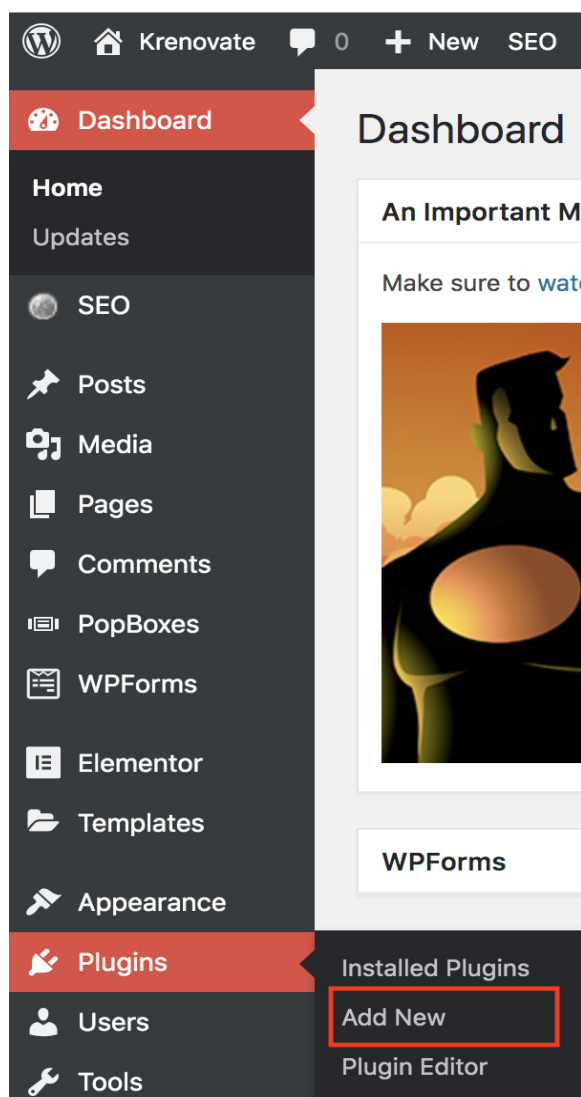 Krenovate 0 New SEO
Dashboard
Home
Updates
SEO
Posts
Media
Pages
Comments
PopBoxes
WPForms
Elementor
Templates
Appearance
Plugins
Users
Tools
Dashboard
An Important M
Make sure to wat
WPForms
Installed Plugins
Add New
Plugin Editor